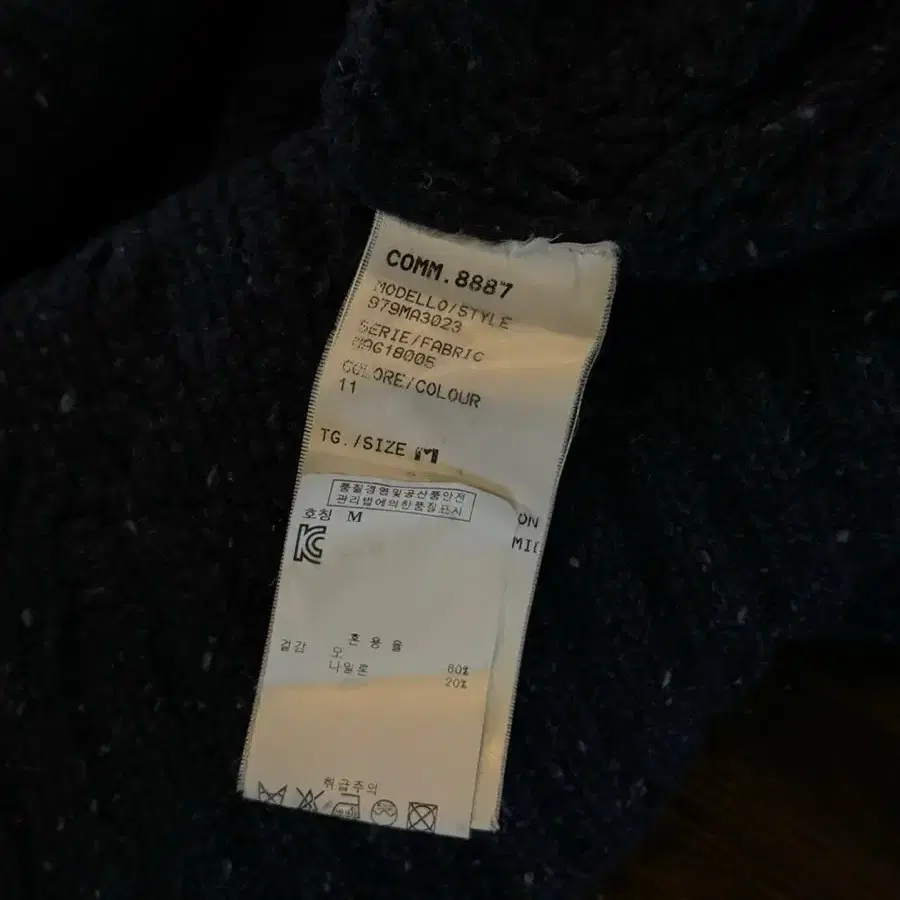 COMM.8887
MODELLO/STYLE
979MA3023
SERIE/FABRIC
MAG18005
COLORE/COLOUR
11
TG./SIZE M
품질경영및공산품안전
관리법에의한품질표시
호칭 M
ON
MI
혼용율
겉감 모 80%
나일론 20%
취급주의